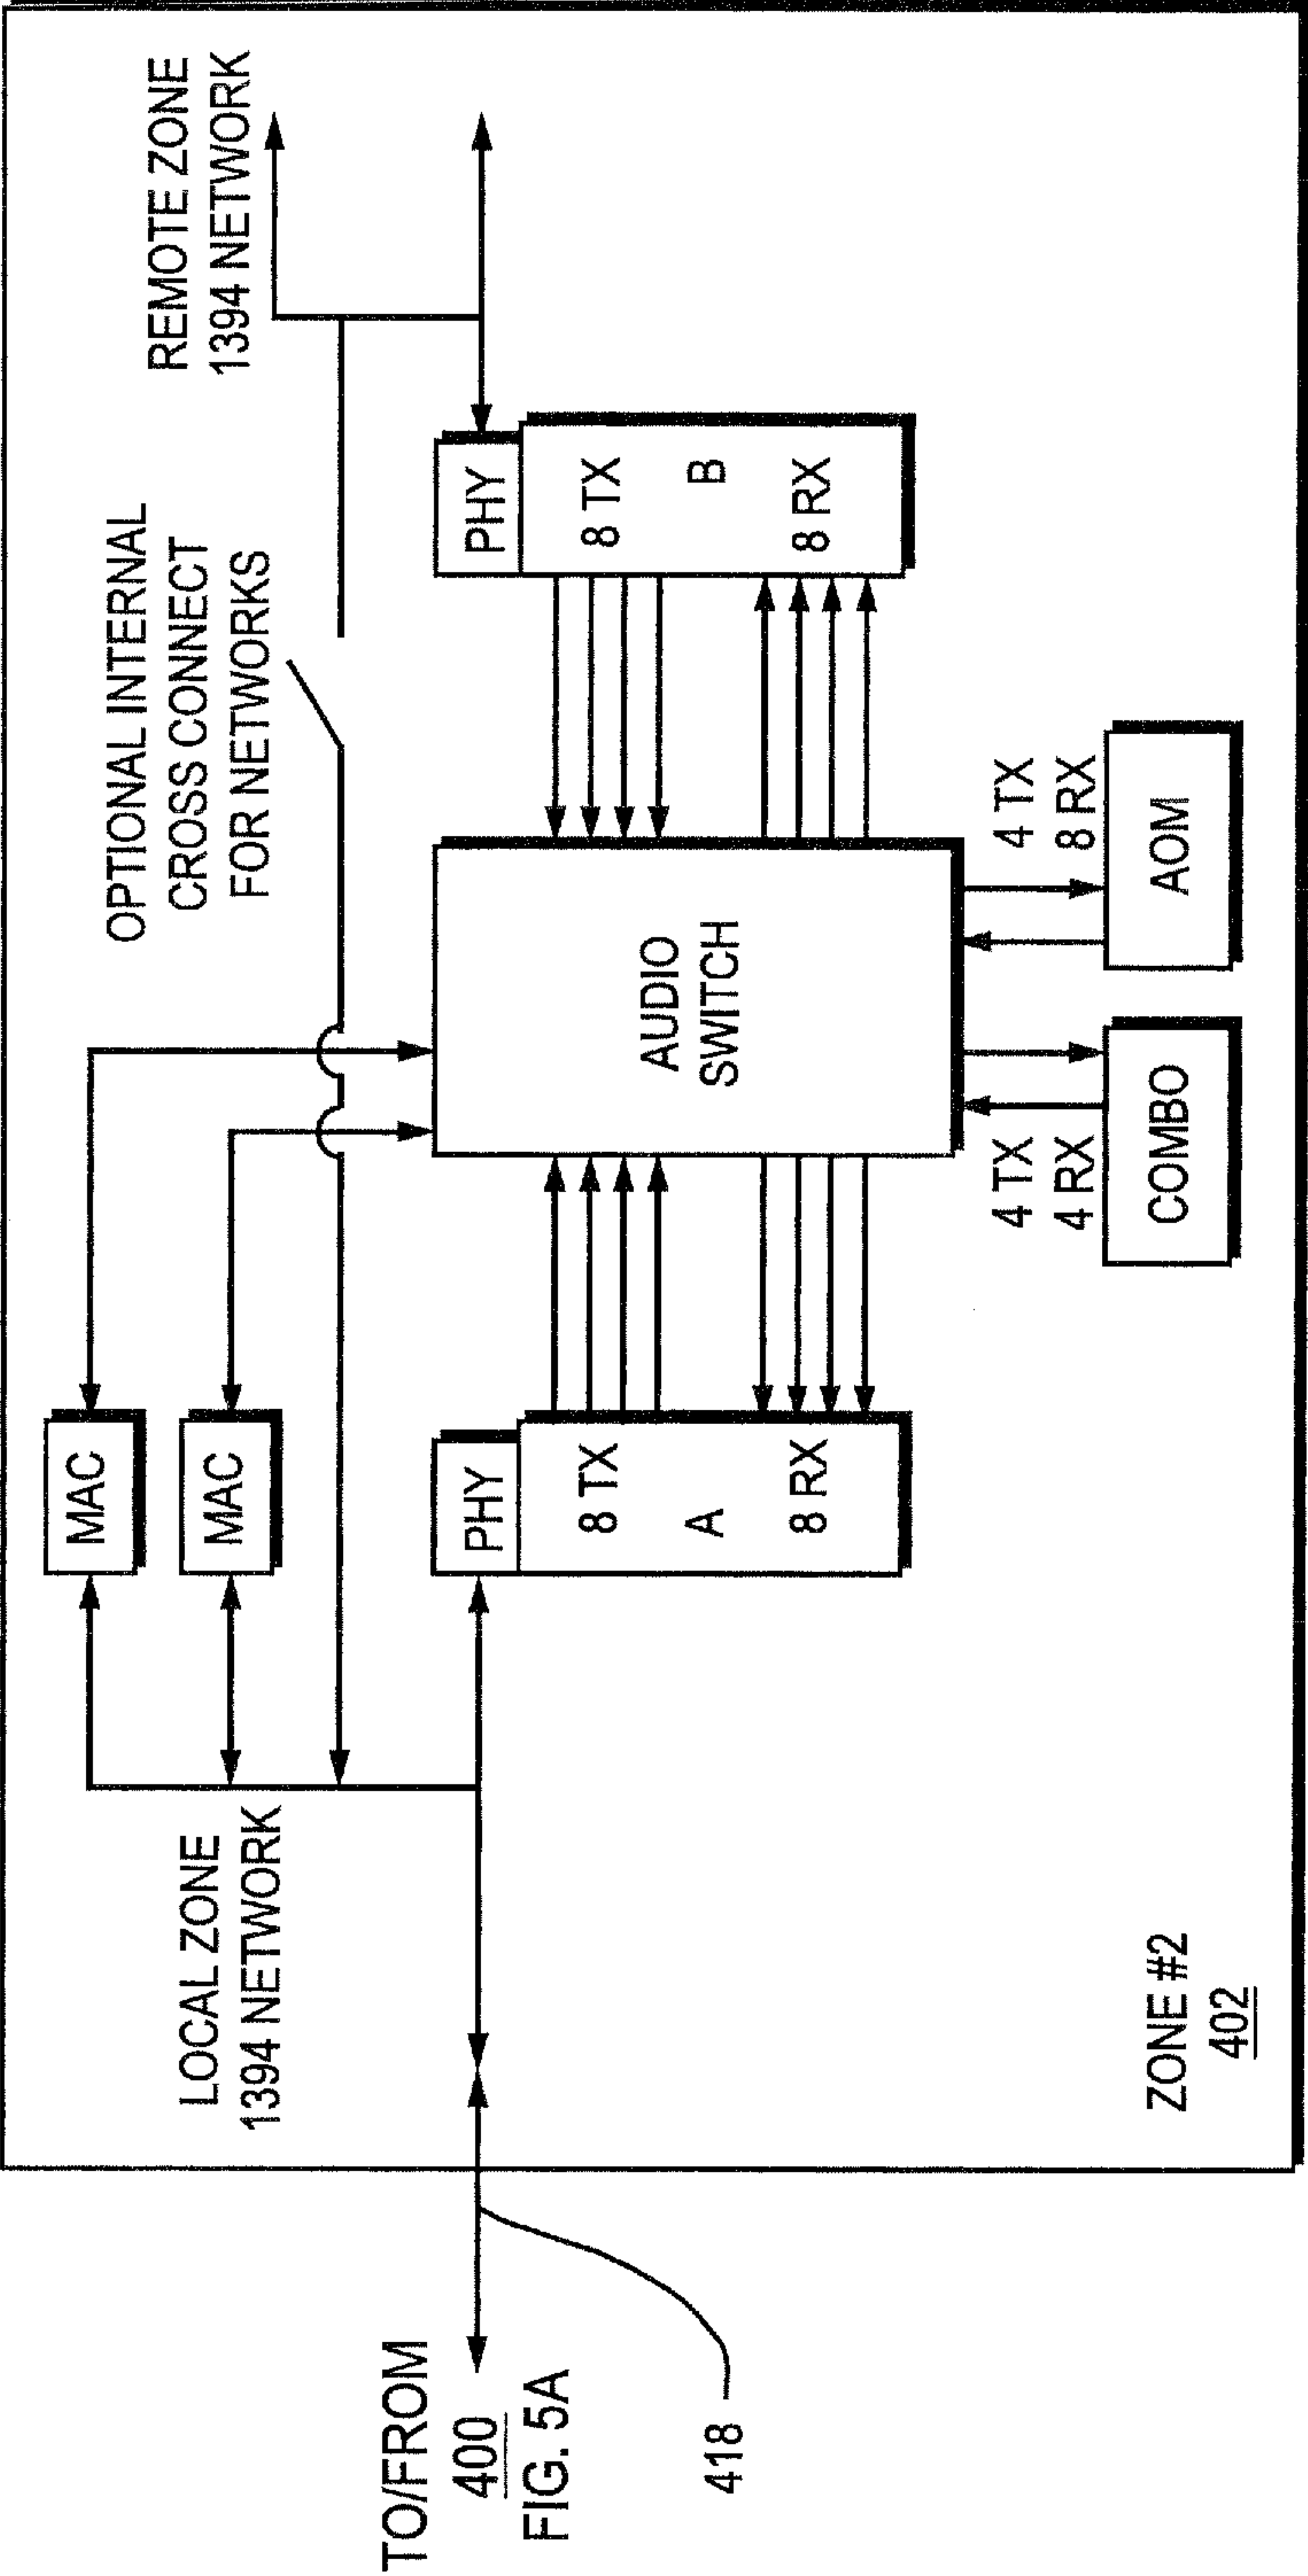 REMOTE ZONE
1394 NETWORK
OPTIONAL INTERNAL
CROSS CONNECT
FOR NETWORKS
MAC
MAC
LOCAL ZONE
1394 NETWORK
TO/FROM
400
FIG. 5A
418
PHY
8 TX
A
8 RX
AUDIO
SWITCH
PHY
8 TX
B
8 RX
4 TX
4 RX
COMBO
4 TX
8 RX
AOM
ZONE #2
402